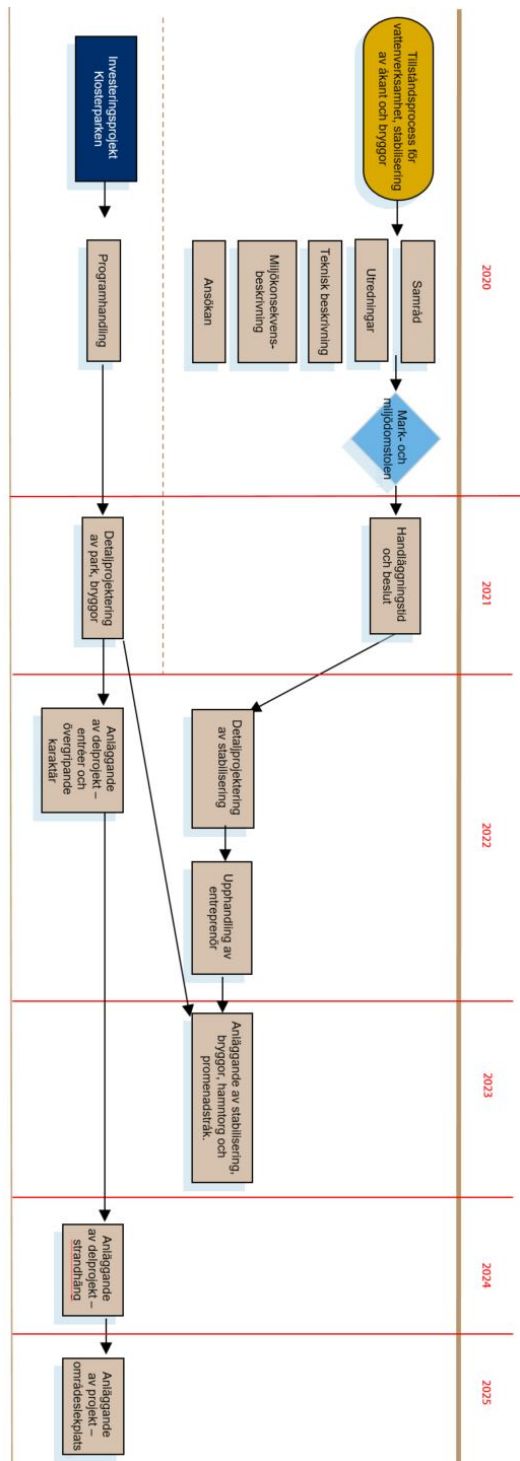 2020
2021
2022
2023
2024
2025
Tillståndsprocess för
vattenverksamhet, stabilisering
av åkant och bryggor
Samråd
Utredningar
Teknisk beskrivning
Miljökonsekvens-
beskrivning
Ansökan
Mark- och
miljödomstolen
Handläggningstid
och beslut
Detaljprojektering
av stabilisering
Upphandling av
entreprenör
Anläggande av stabilisering,
bryggor, hamntorg och
promenadstråk.
Investeringsprojekt
Klosterparken
Programhandling
Detaljprojektering
av park, bryggor
Anläggande
av delprojekt –
entréer och
övergripande
karaktär
Anläggande
av delprojekt –
strandhäng
Anläggande
av projekt –
områdeslekplats